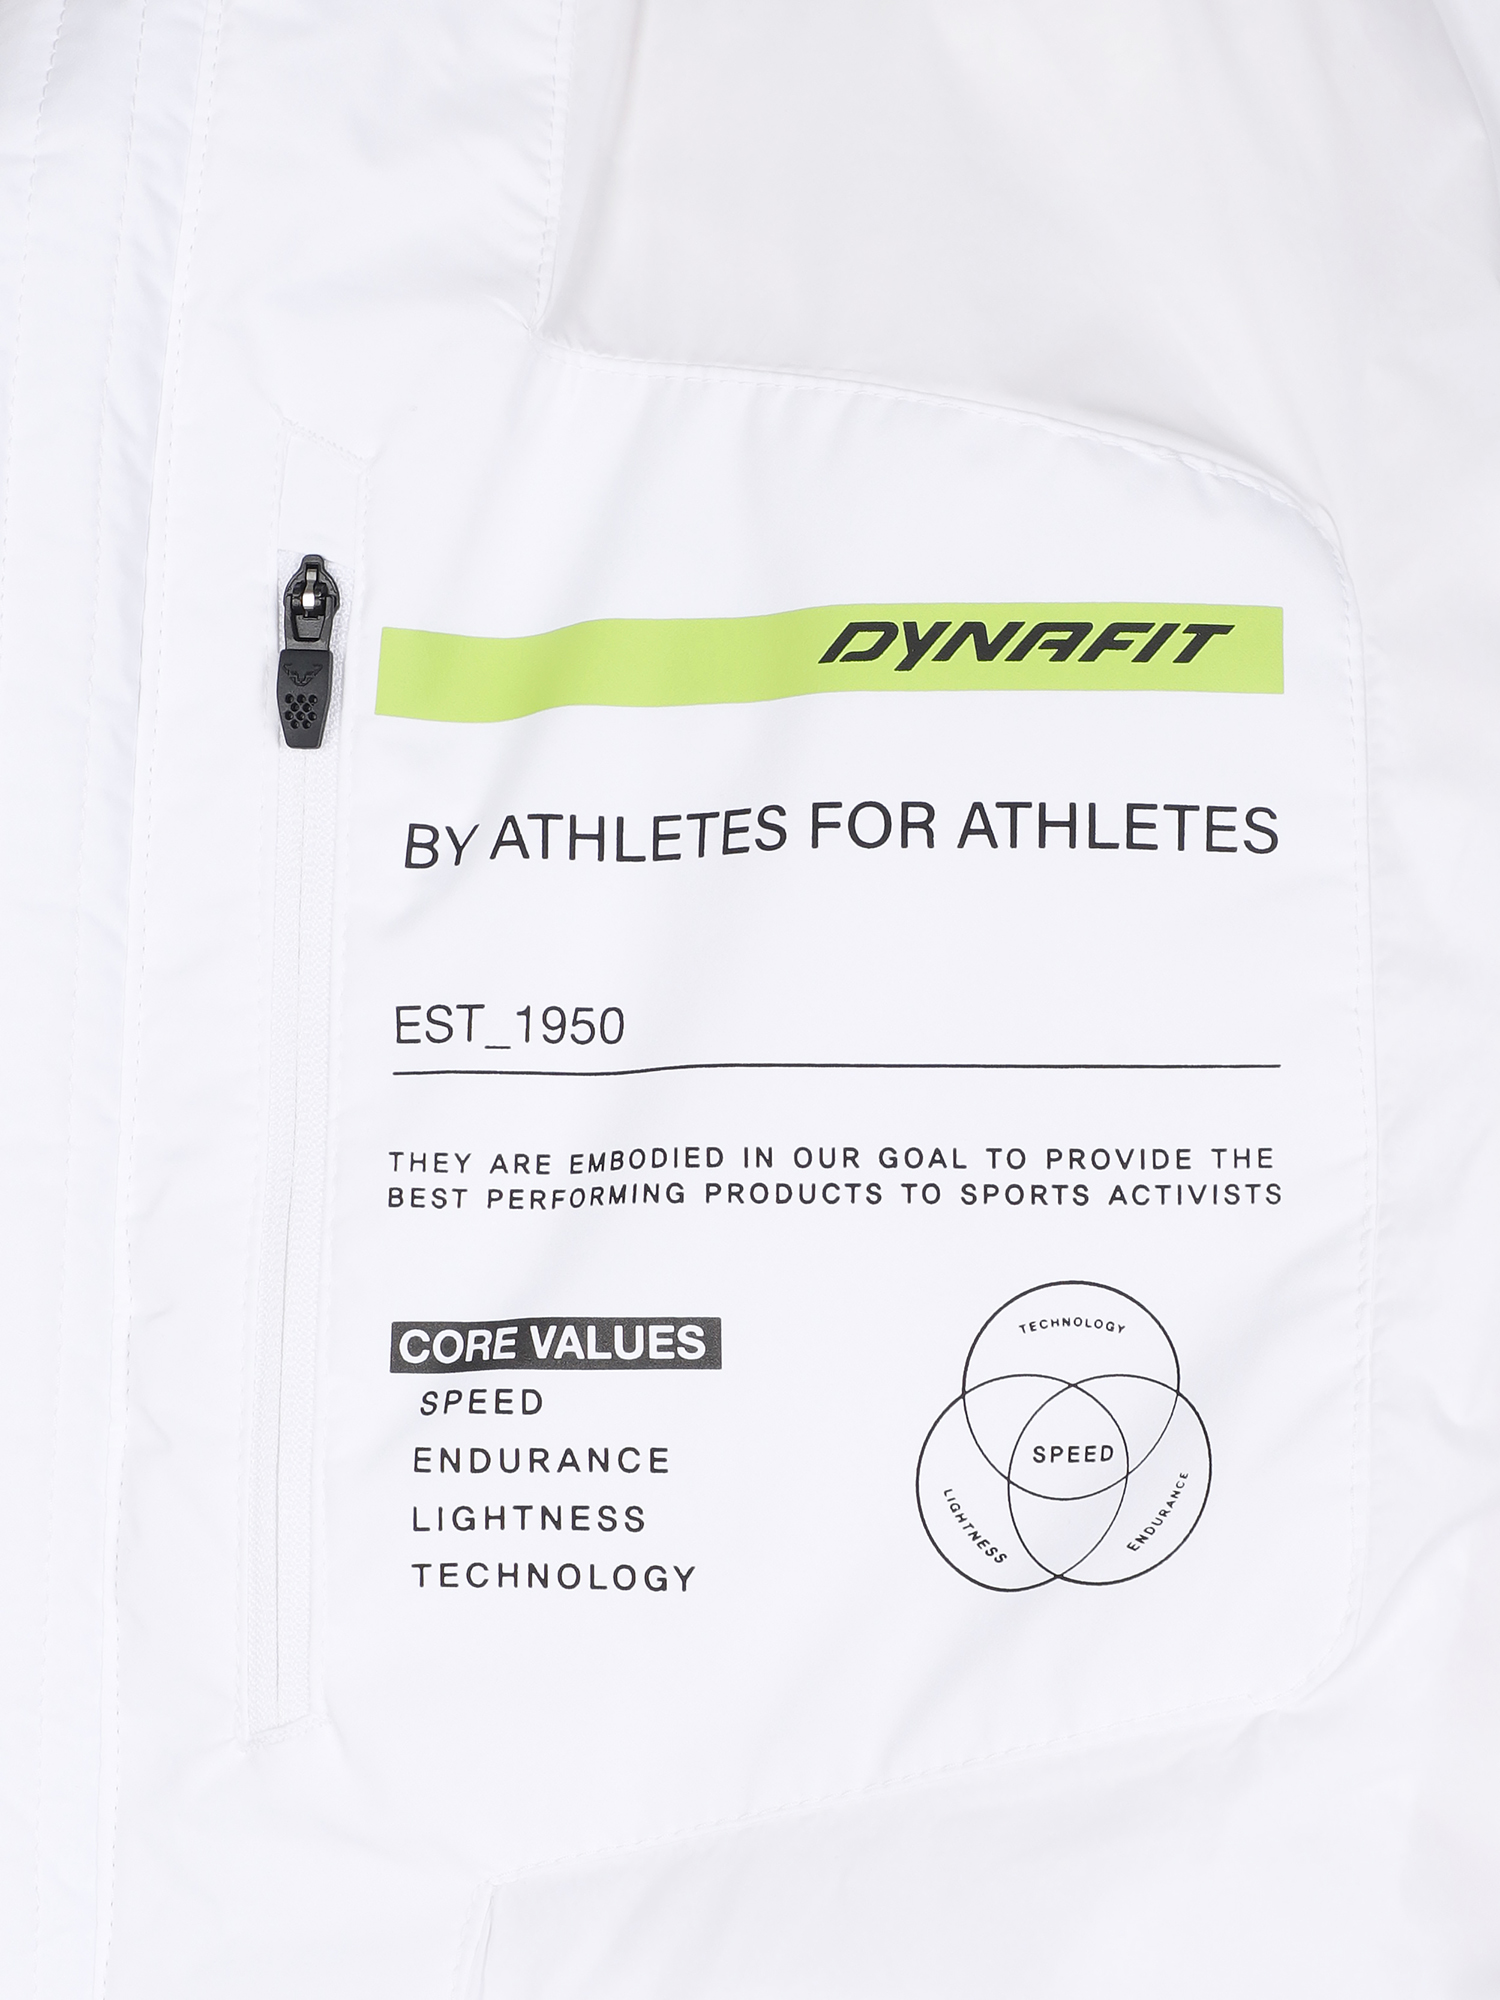 DYNAFIT
BY ATHLETES FOR ATHLETES
EST_1950
THEY ARE EMBODIED IN OUR GOAL TO PROVIDE THE
BEST PERFORMING PRODUCTS TO SPORTS ACTIVISTS
CORE VALUES
SPEED
ENDURANCE
LIGHTNESS
TECHNOLOGY
TECHNOLOGY
SPEED
LIGHTNESS
ENDURANCE